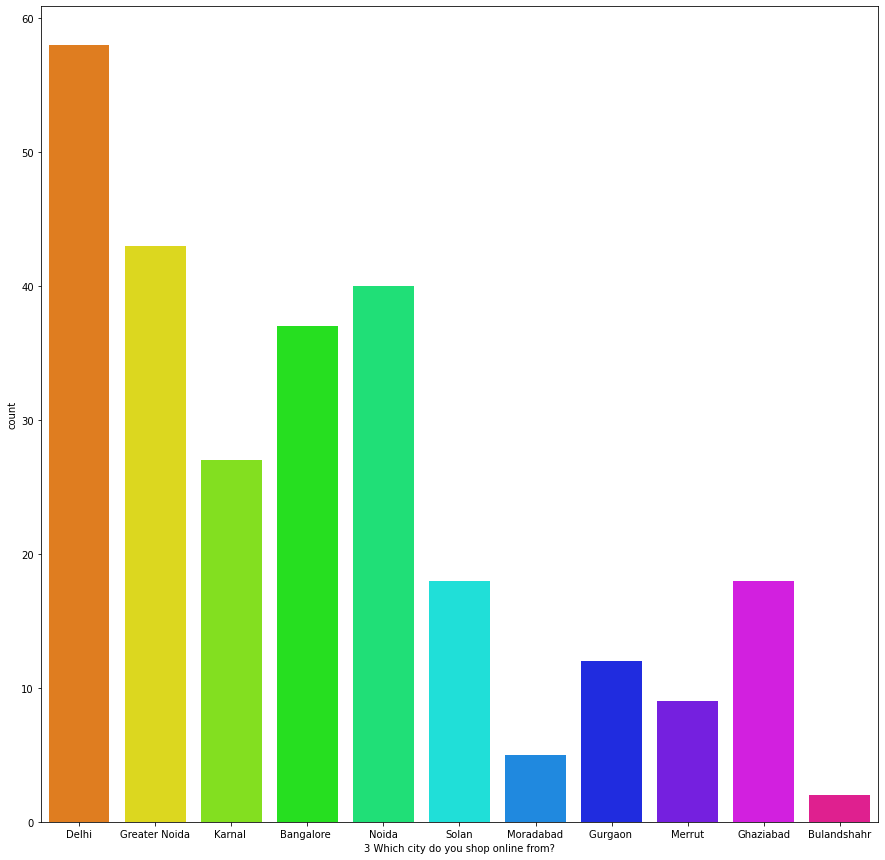 60
50
40
30
20
10
0
count
Delhi Greater Noida Karnal Bangalore Noida Solan Moradabad Gurgaon Merrut Ghaziabad Bulandshahr
3 Which city do you shop online from?